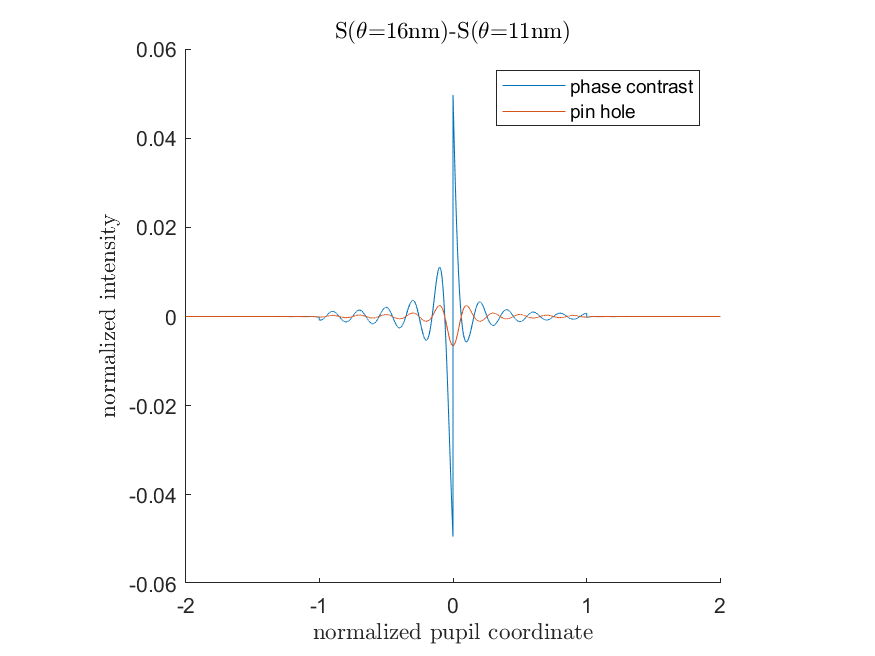 S(θ=16nm)-S(θ=11nm)
0.06
phase contrast
pin hole
0.04
0.02
0
-0.02
-0.04
-0.06
-2
-1
0
1
2
normalized pupil coordinate
normalized intensity